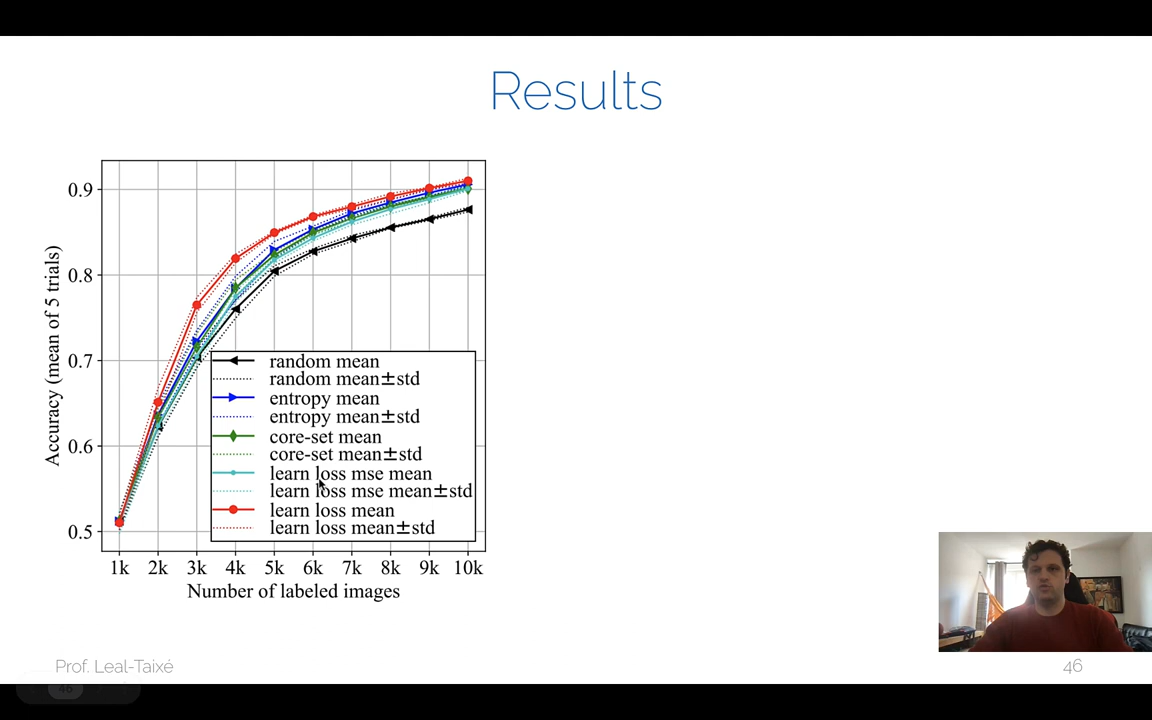 Results
0.9
0.8
0.7
0.6
0.5
Accuracy (mean of 5 trials)
random mean
random mean±std
entropy mean
entropy mean±std
core-set mean
core-set mean±std
learn loss mse mean
learn loss mse mean±std
learn loss mean
learn loss mean±std
1k 2k 3k 4k 5k 6k 7k 8k 9k 10k
Number of labeled images
Prof. Leal-Taixé
46
46